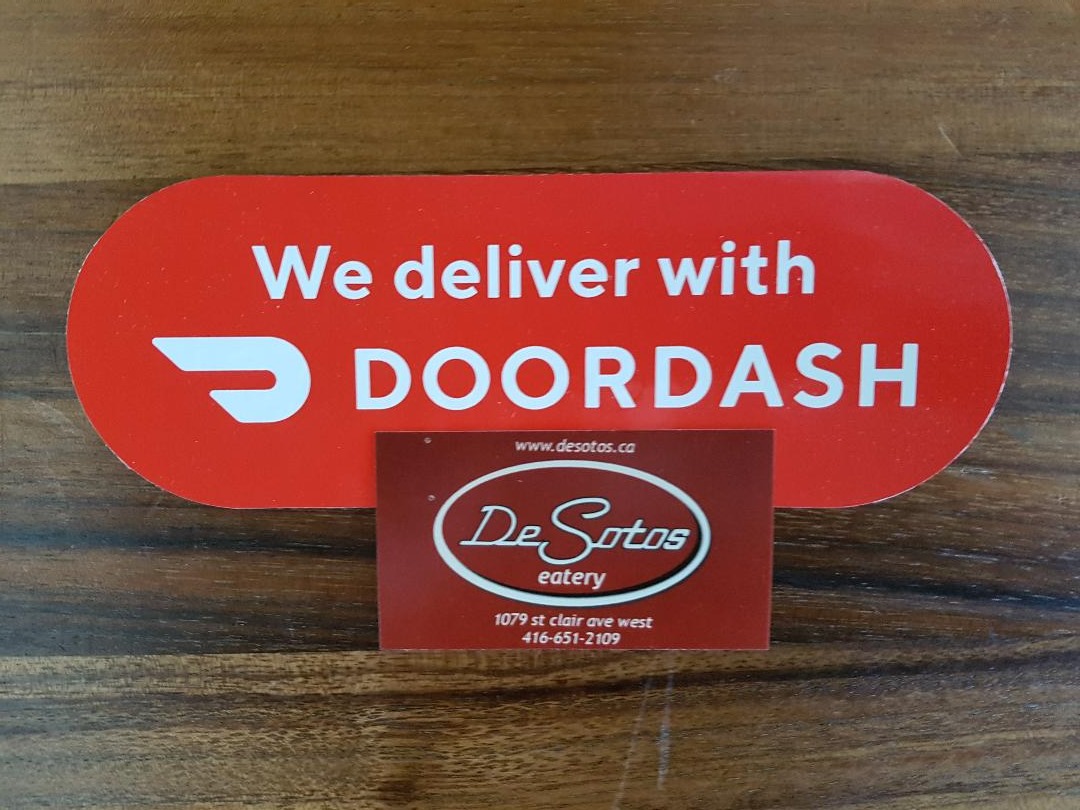 We deliver with
DOORDASH
www.desotos.ca
DeSotos
eatery
1079 st clair ave west
416-651-2109